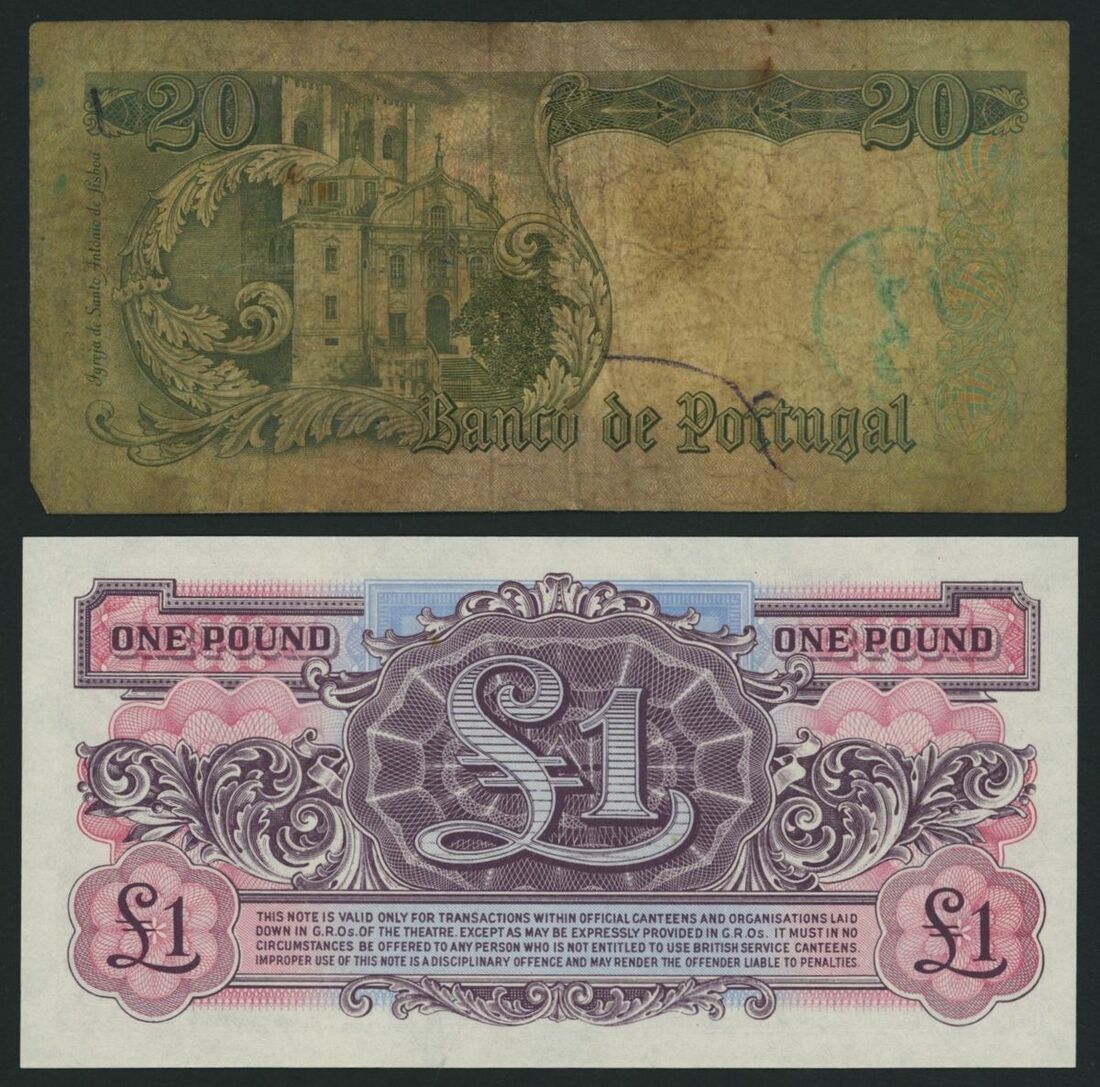 20
20
Igreja de Santo António de Lisboa
Banco de Portugal
ONE POUND
ONE POUND
£1
£1
£1
THIS NOTE IS VALID ONLY FOR TRANSACTIONS WITHIN OFFICIAL CANTEENS AND ORGANISATIONS LAID
DOWN IN G.R.Os. OF THE THEATRE. EXCEPT AS MAY BE EXPRESSLY PROVIDED IN G.R.Os. IT MUST IN NO
CIRCUMSTANCES BE OFFERED TO ANY PERSON WHO IS NOT ENTITLED TO USE BRITISH SERVICE CANTEENS.
IMPROPER USE OF THIS NOTE IS A DISCIPLINARY OFFENCE AND MAY RENDER THE OFFENDER LIABLE TO PENALTIES.